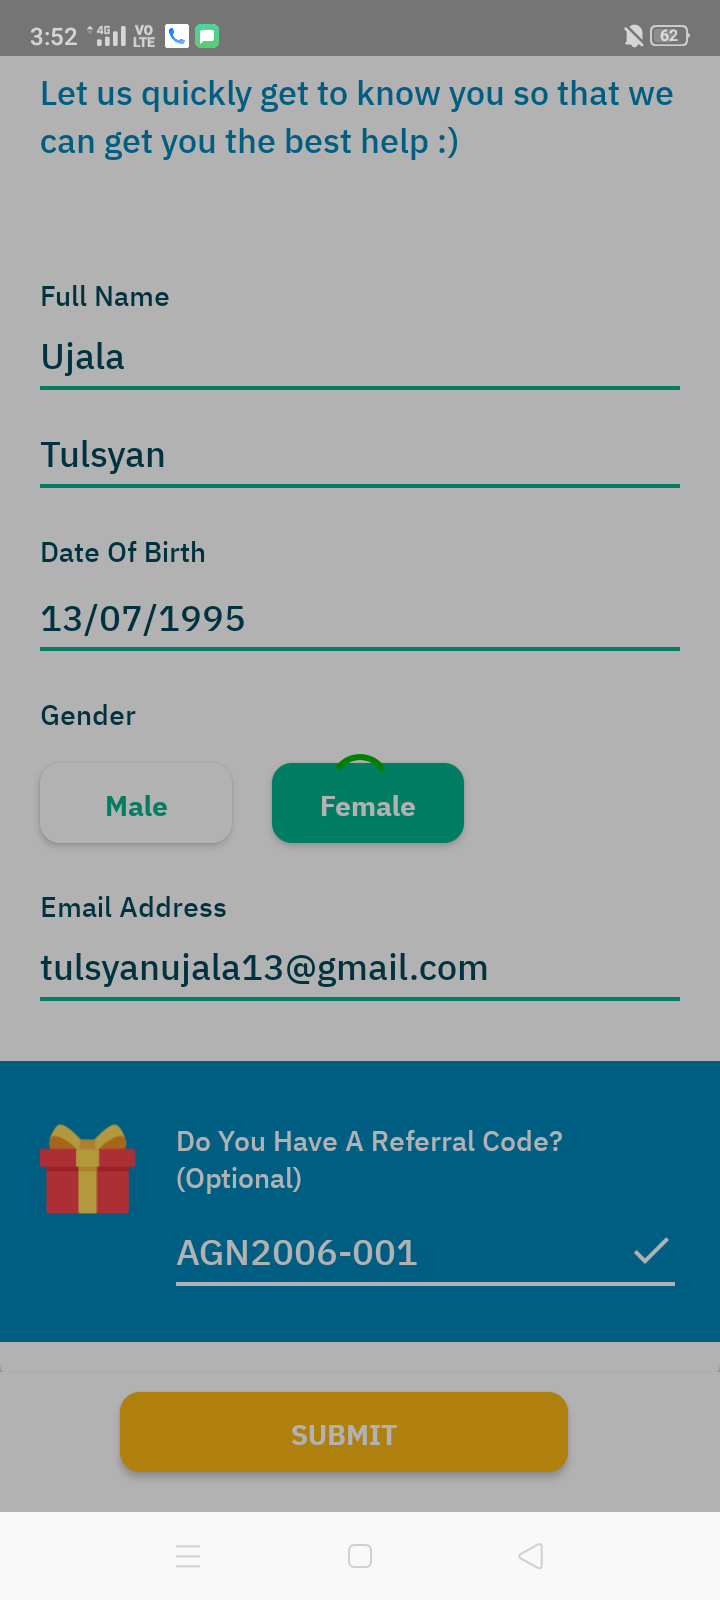 3:52 4G VO LTE 62
Let us quickly get to know you so that we
can get you the best help :)
Full Name
Ujala
Tulsyan
Date Of Birth
13/07/1995
Gender
Male Female
Email Address
tulsyanujala13@gmail.com
Do You Have A Referral Code?
(Optional)
AGN2006-001
SUBMIT